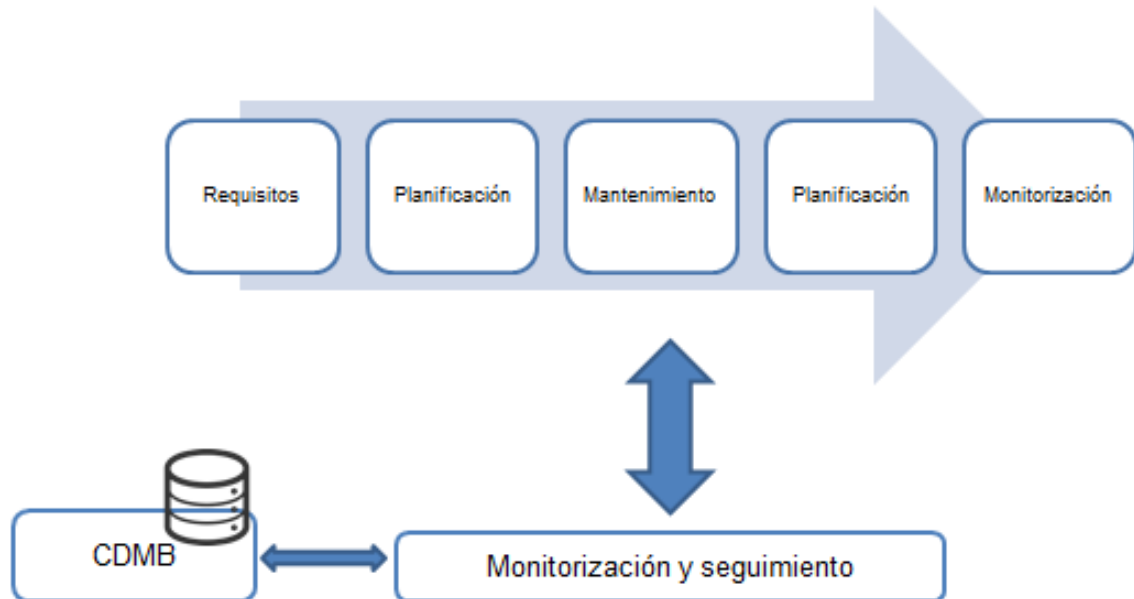 Requisitos
Planificación
Mantenimiento
Planificación
Monitorización
CDMB
Monitorización y seguimiento